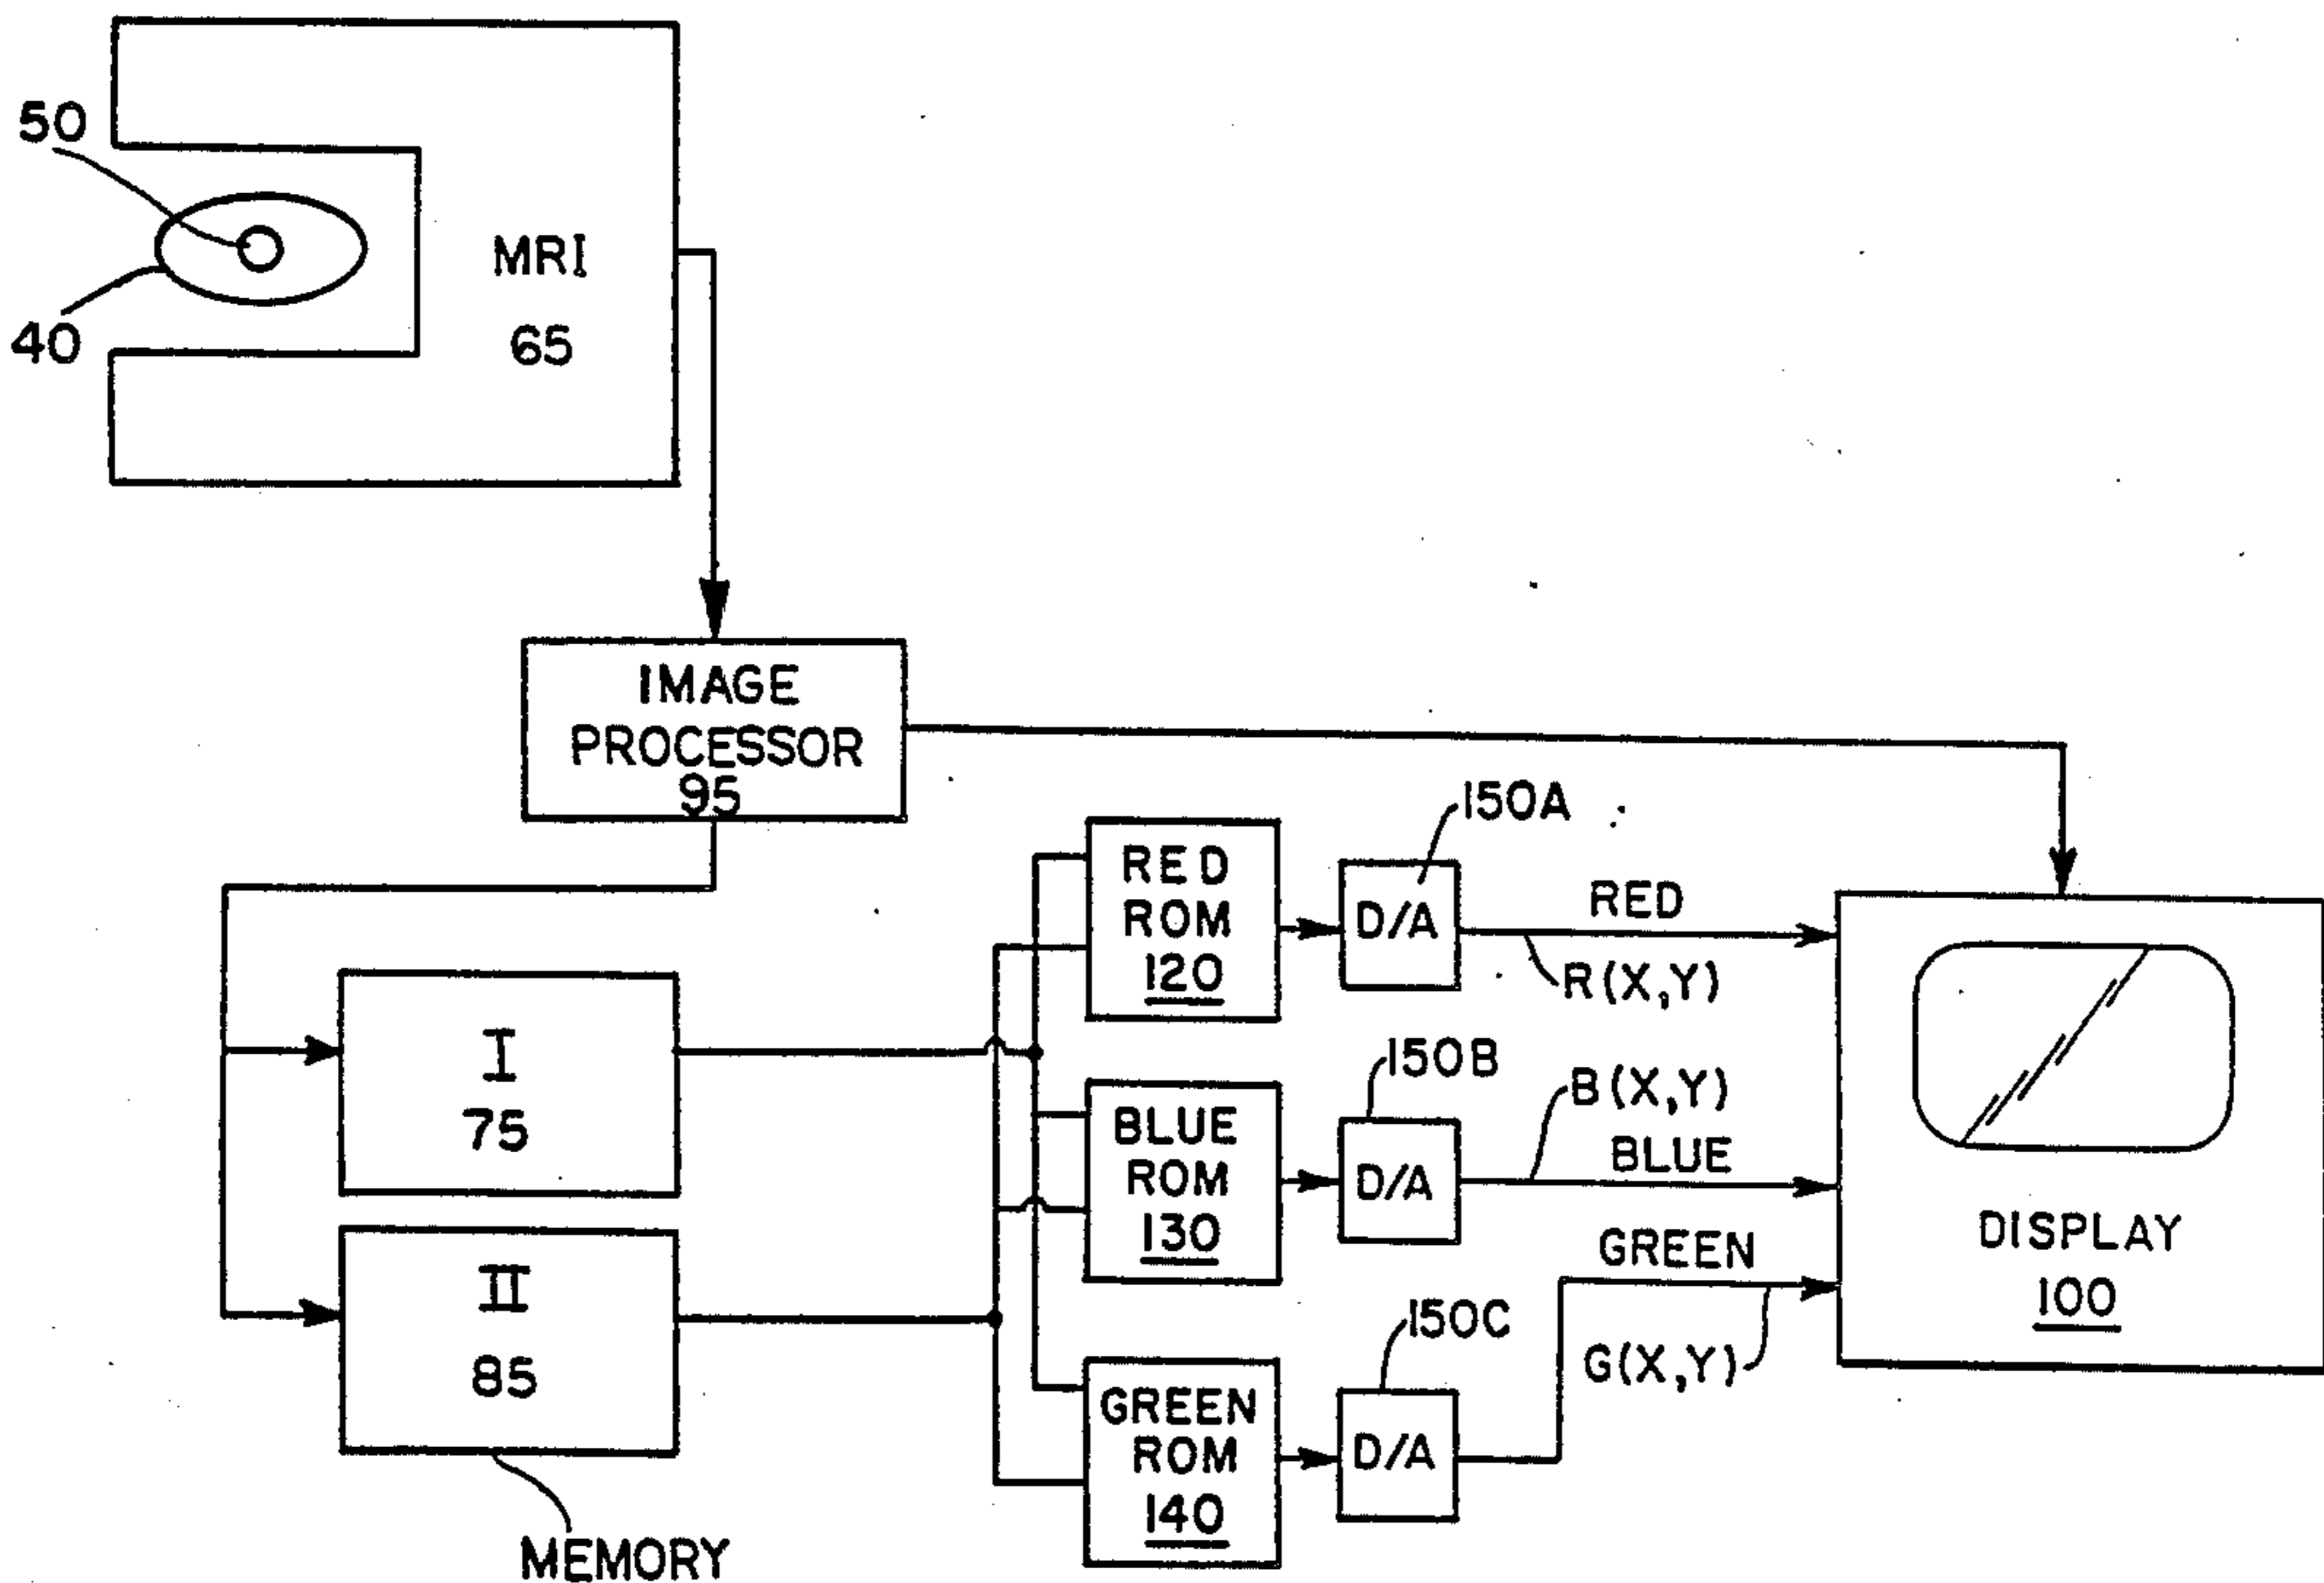 50
40
MRI
65
IMAGE
PROCESSOR
95
I
75
II
85
MEMORY
RED
ROM
120
BLUE
ROM
130
GREEN
ROM
140
150A
D/A
150B
D/A
150C
D/A
RED
R(X,Y)
B(X,Y)
BLUE
GREEN
G(X,Y)
DISPLAY
100